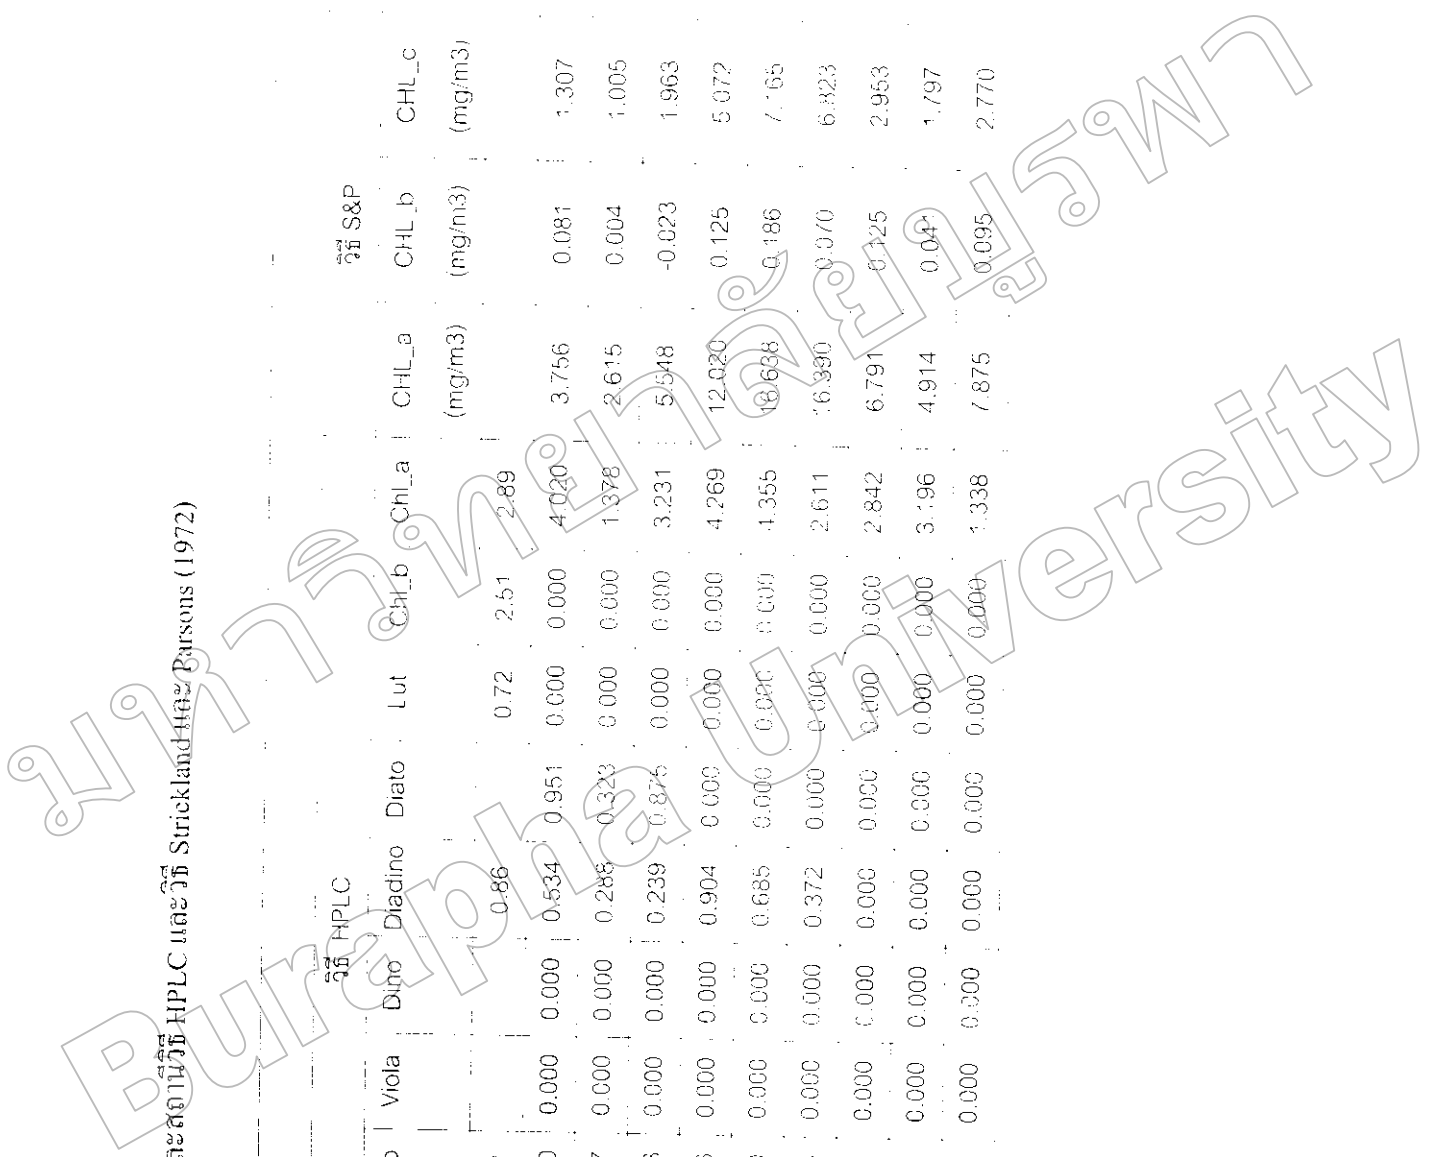 และสถานีวิธี HPLC และ วิธี Strickland และ Parsons (1972)
วิธี HPLC วิธี S&P
Viola Dino Diadino Diato Lut Chl_b Chl_a CHL_a CHL_b CHL_c
(mg/m3) (mg/m3) (mg/m3)
0.86 0.72 2.51 2.89
0.000 0.000 0.534 0.951 0.000 0.000 4.020 3.756 0.081 1.307
0.000 0.000 0.288 0.323 0.000 0.000 1.378 2.615 0.004 1.005
0.000 0.000 0.239 0.875 0.000 0.000 3.231 5.548 -0.023 1.963
0.000 0.000 0.904 0.000 0.000 0.000 4.269 12.020 0.125 5.072
0.000 0.000 0.685 0.000 0.000 0.000 4.355 0.186 7.165
0.000 0.000 0.372 0.000 0.000 0.000 2.611 16.390 0.070 6.823
0.000 0.000 0.000 0.000 0.000 0.000 2.842 6.791 0.125 2.953
0.000 0.000 0.000 0.000 0.000 0.000 3.196 4.914 0.041 1.797
0.000 0.000 0.000 0.000 0.000 0.000 1.338 7.875 0.095 2.770
มหาวิทยาลัยบูรพา
Burapha University